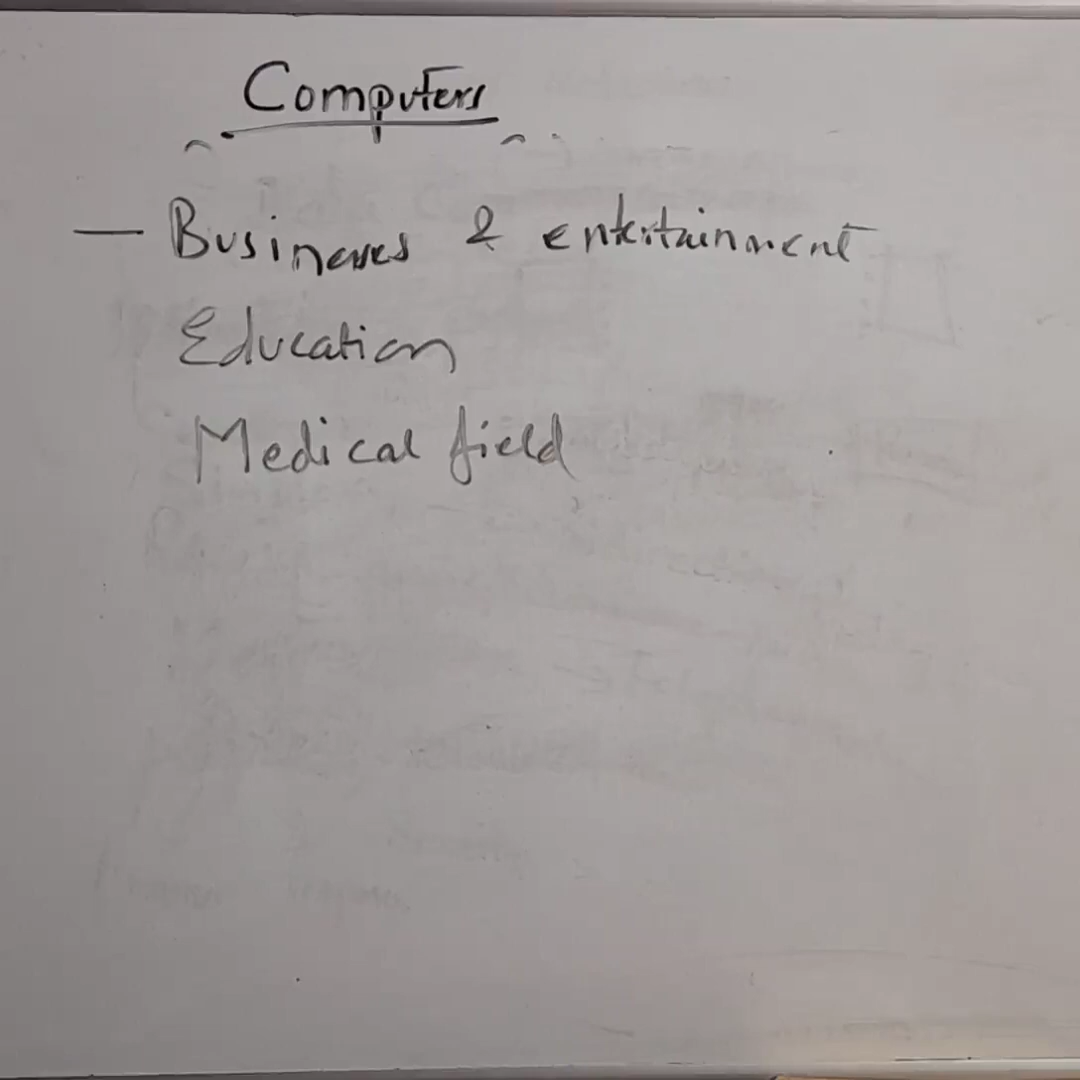 Computers
— Businesses & entertainment
Education
Medical field